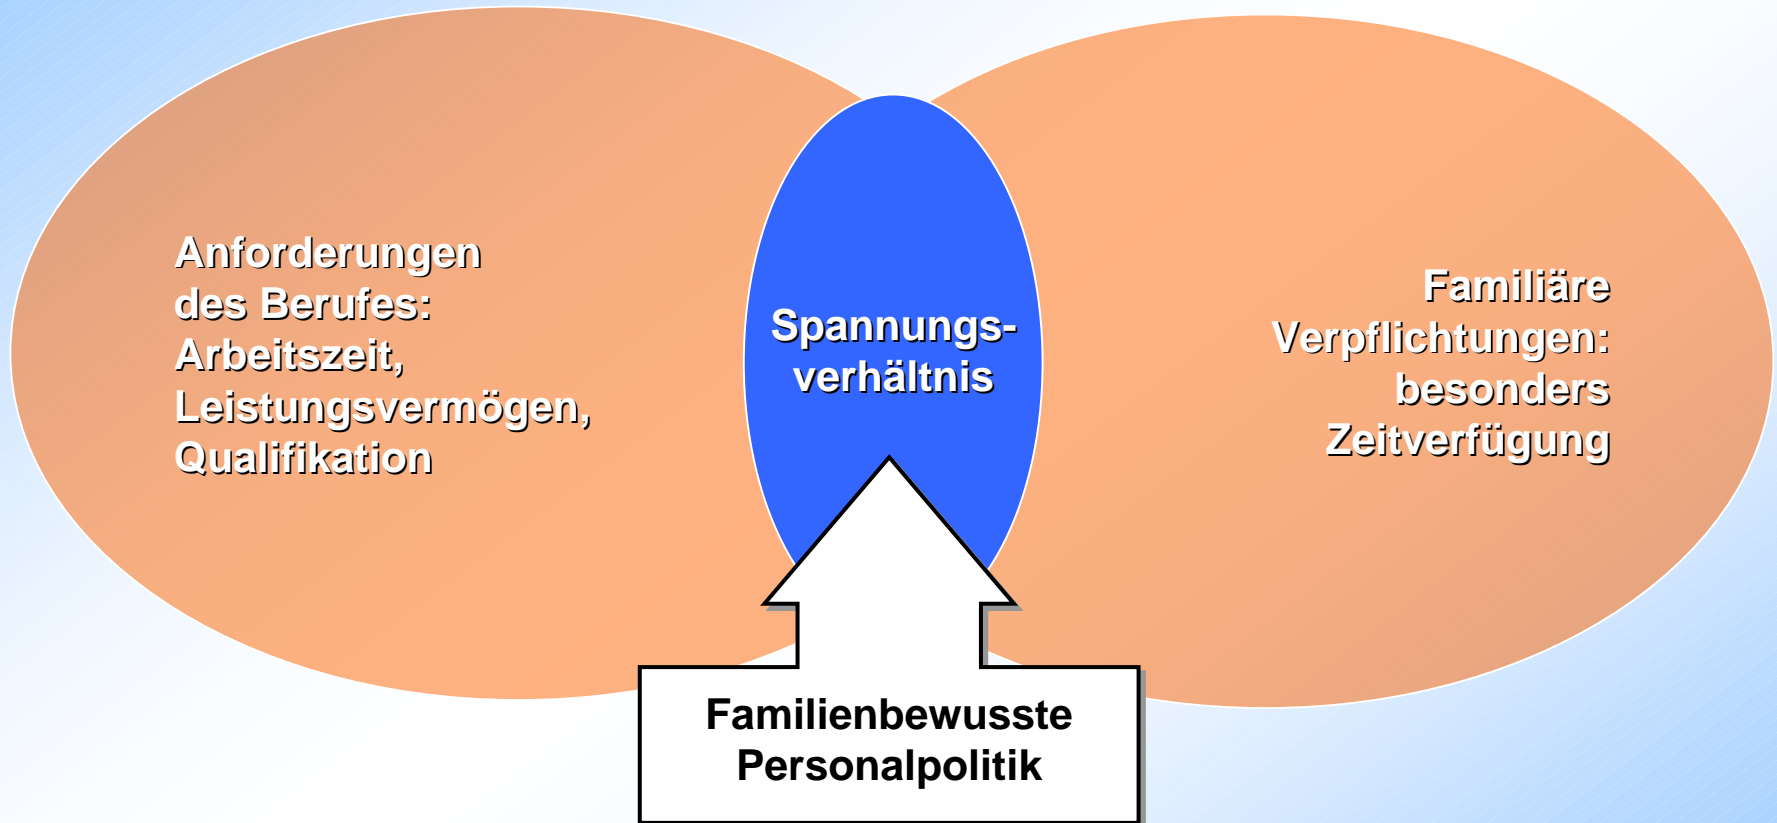 Anforderungen
des Berufes:
Arbeitszeit,
Leistungsvermögen,
Qualifikation
Spannungs-
verhältnis
Familiäre
Verpflichtungen:
besonders
Zeitverfügung
Familienbewusste
Personalpolitik